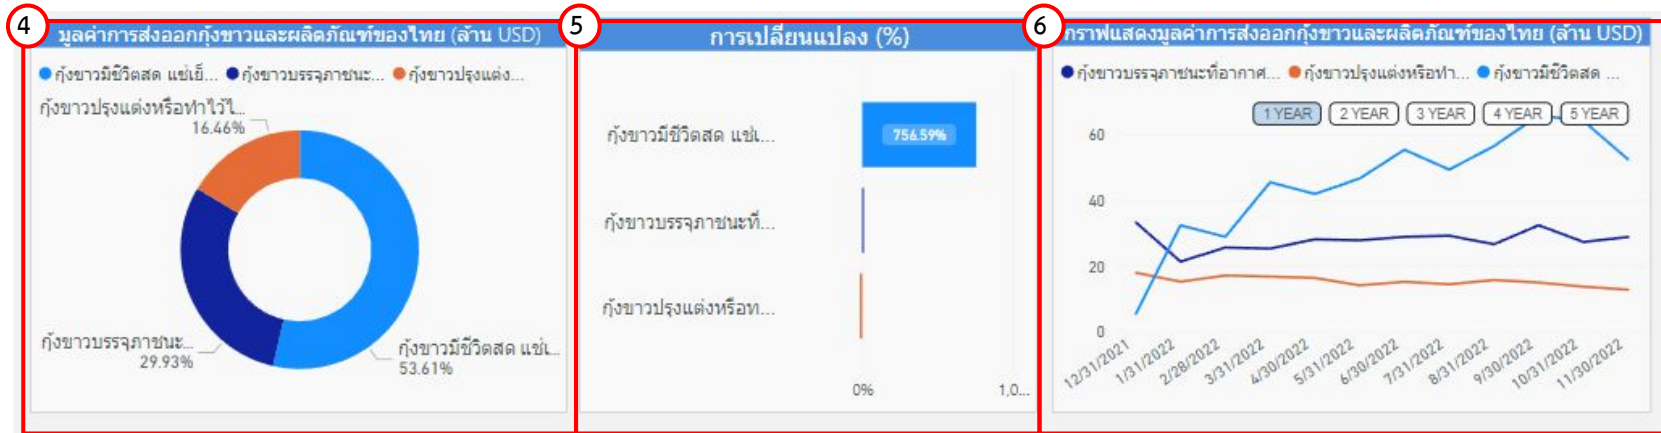 4
มูลค่าการส่งออกกุ้งขาวและผลิตภัณฑ์ของไทย (ล้าน USD)
กุ้งขาวมีชีวิตสด แช่เย็... กุ้งขาวบรรจุภาชนะ... กุ้งขาวปรุงแต่ง...
กุ้งขาวปรุงแต่งหรือทำไว้ไ...
16.46%
กุ้งขาวบรรจุภาชนะ...
29.93%
กุ้งขาวมีชีวิตสด แช่เ...
53.61%
5
การเปลี่ยนแปลง (%)
กุ้งขาวมีชีวิตสด แช่เ...
756.59%
กุ้งขาวบรรจุภาชนะที่...
กุ้งขาวปรุงแต่งหรือท...
0%
1,0...
6
กราฟแสดงมูลค่าการส่งออกกุ้งขาวและผลิตภัณฑ์ของไทย (ล้าน USD)
กุ้งขาวบรรจุภาชนะที่อากาศ... กุ้งขาวปรุงแต่งหรือทำ... กุ้งขาวมีชีวิตสด ...
1 YEAR 2 YEAR 3 YEAR 4 YEAR 5 YEAR
60
40
20
0
12/31/2021 1/31/2022 2/28/2022 3/31/2022 4/30/2022 5/31/2022 6/30/2022 7/31/2022 8/31/2022 9/30/2022 10/31/2022 11/30/2022